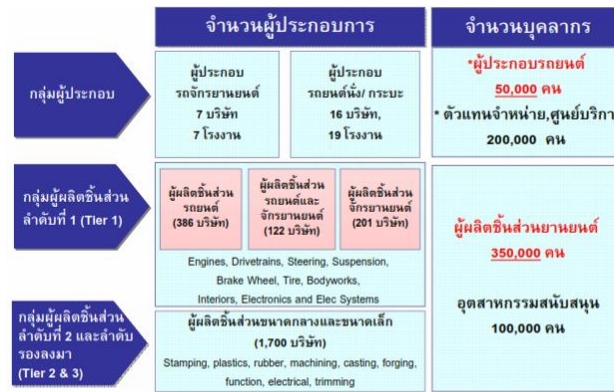 จำนวนผู้ประกอบการ
จำนวนบุคลากร
กลุ่มผู้ประกอบ
ผู้ประกอบ
รถจักรยานยนต์
7 บริษัท
7 โรงงาน
ผู้ประกอบ
รถยนต์นั่ง/ กระบะ
16 บริษัท,
19 โรงงาน
*ผู้ประกอบรถยนต์
50,000 คน
* ตัวแทนจำหน่าย,ศูนย์บริกา
200,000 คน
กลุ่มผู้ผลิตชิ้นส่วน
ลำดับที่ 1 (Tier 1)
ผู้ผลิตชิ้นส่วน
รถยนต์
(386 บริษัท)
ผู้ผลิตชิ้นส่วน
รถยนต์และ
จักรยานยนต์
(122 บริษัท)
ผู้ผลิตชิ้นส่วน
จักรยานยนต์
(201 บริษัท)
Engines, Drivetrains, Steering, Suspension,
Brake Wheel, Tire, Bodyworks,
Interiors, Electronics and Elec Systems
ผู้ผลิตชิ้นส่วนยานยนต์
350,000 คน
อุตสาหกรรมสนับสนุน
100,000 คน
กลุ่มผู้ผลิตชิ้นส่วน
ลำดับที่ 2 และลำดับ
รองลงมา
(Tier 2 & 3)
ผู้ผลิตชิ้นส่วนขนาดกลางและขนาดเล็ก
(1,700 บริษัท)
Stamping, plastics, rubber, machining, casting, forging,
function, electrical, trimming